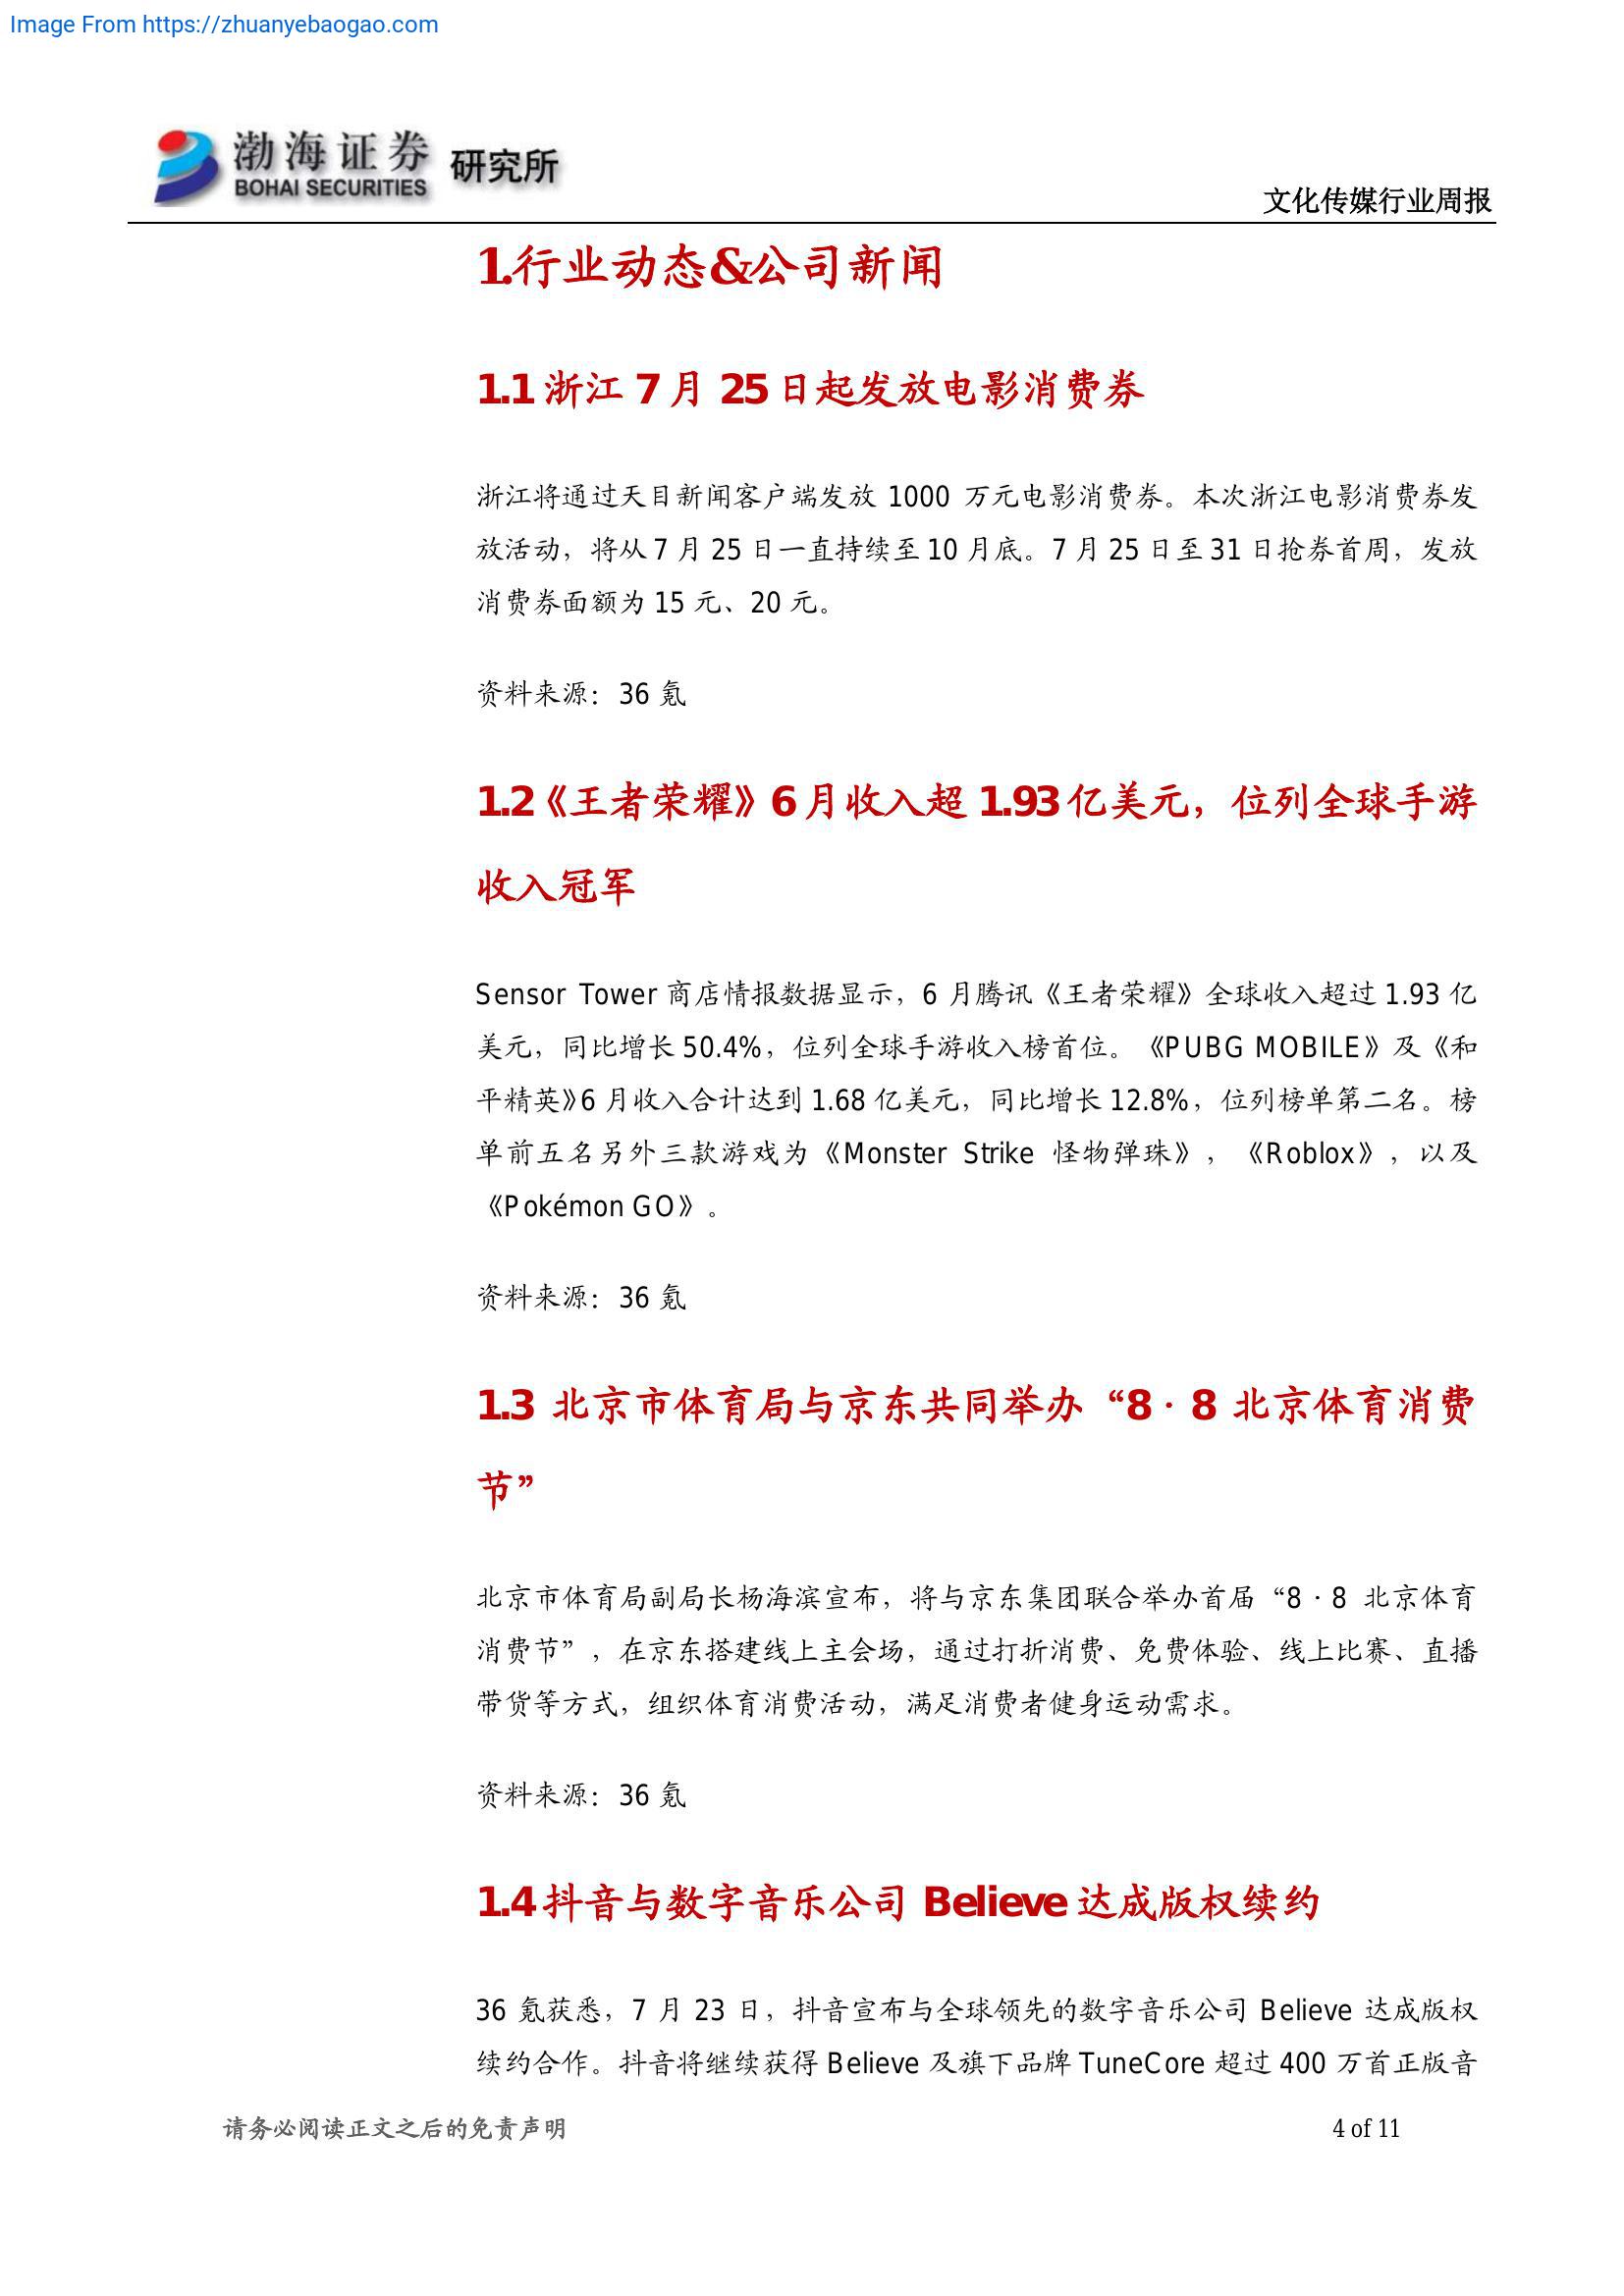 Image From https://zhuanyebaogao.com
渤海证券 研究所
BOHAI SECURITIES
文化传媒行业周报
1.行业动态&公司新闻
1.1 浙江 7 月 25 日起发放电影消费券
浙江将通过天目新闻客户端发放 1000 万元电影消费券。本次浙江电影消费券发
放活动，将从 7 月 25 日一直持续至 10 月底。7 月 25 日至 31 日抢券首周，发放
消费券面额为 15 元、20 元。
资料来源：36 氪
1.2《王者荣耀》6 月收入超 1.93 亿美元，位列全球手游
收入冠军
Sensor Tower 商店情报数据显示，6 月腾讯《王者荣耀》全球收入超过 1.93 亿
美元，同比增长 50.4%，位列全球手游收入榜首位。《PUBG MOBILE》及《和
平精英》6 月收入合计达到 1.68 亿美元，同比增长 12.8%，位列榜单第二名。榜
单前五名另外三款游戏为《Monster Strike 怪物弹珠》，《Roblox》，以及
《Pokémon GO》。
资料来源：36 氪
1.3 北京市体育局与京东共同举办“8·8 北京体育消费
节”
北京市体育局副局长杨海滨宣布，将与京东集团联合举办首届“8·8 北京体育
消费节”，在京东搭建线上主会场，通过打折消费、免费体验、线上比赛、直播
带货等方式，组织体育消费活动，满足消费者健身运动需求。
资料来源：36 氪
1.4 抖音与数字音乐公司 Believe 达成版权续约
36 氪获悉，7 月 23 日，抖音宣布与全球领先的数字音乐公司 Believe 达成版权
续约合作。抖音将继续获得 Believe 及旗下品牌 TuneCore 超过 400 万首正版音
请务必阅读正文之后的免责声明
4 of 11